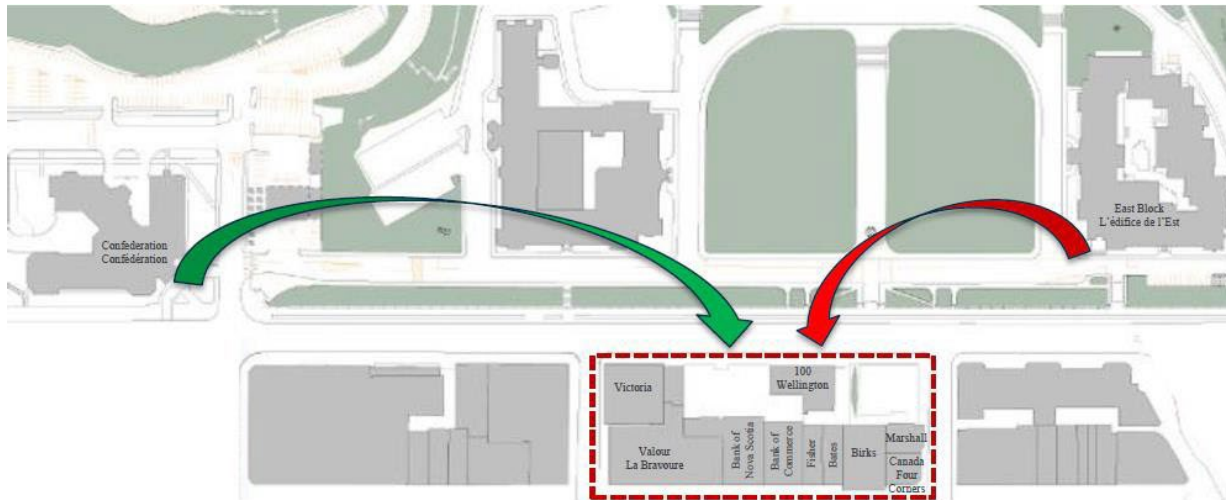 Confederation
Confédération
East Block
L'édifice de l'Est
Victoria
100
Wellington
Valour
La Bravoure
Bank of
Nova Scotia
Bank of
Commerce
Fisher
Bates
Birks
Marshall
Canada
Four
Corners